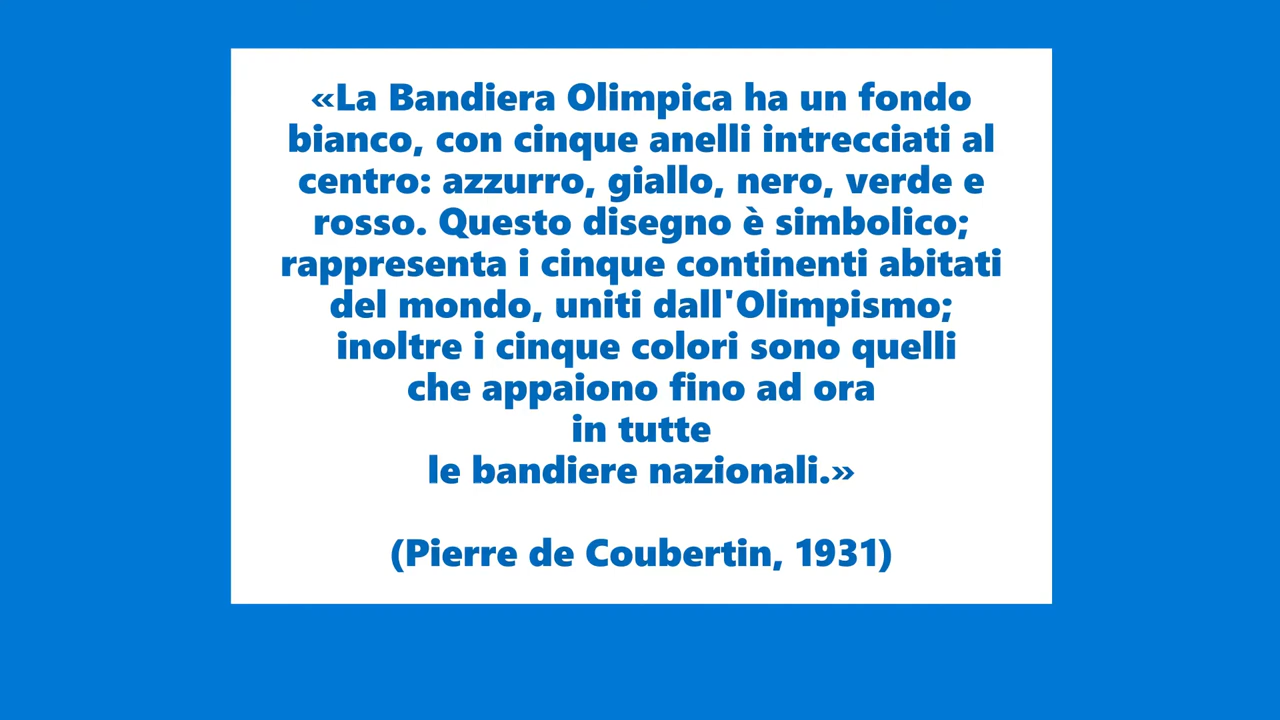 «La Bandiera Olimpica ha un fondo
bianco, con cinque anelli intrecciati al
centro: azzurro, giallo, nero, verde e
rosso. Questo disegno è simbolico;
rappresenta i cinque continenti abitati
del mondo, uniti dall'Olimpismo;
inoltre i cinque colori sono quelli
che appaiono fino ad ora
in tutte
le bandiere nazionali.»
(Pierre de Coubertin, 1931)